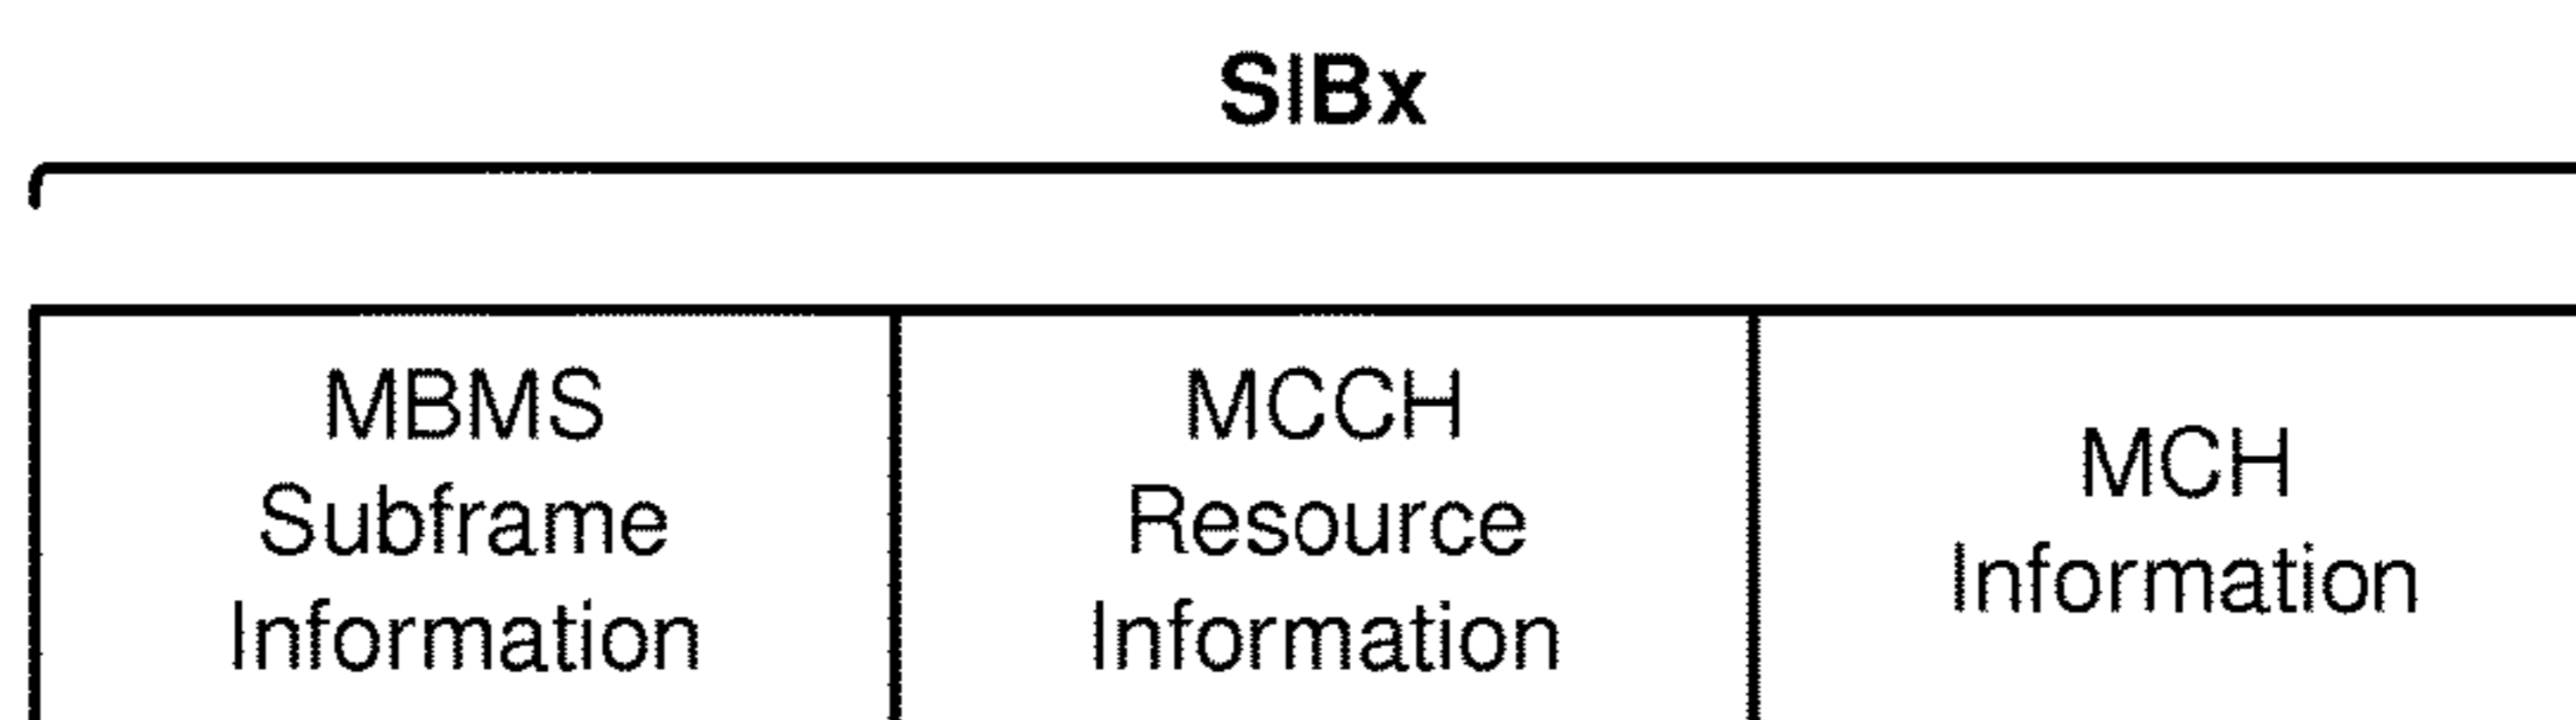 SIBx
MBMS
Subframe
Information
MCCH
Resource
Information
MCH
Information